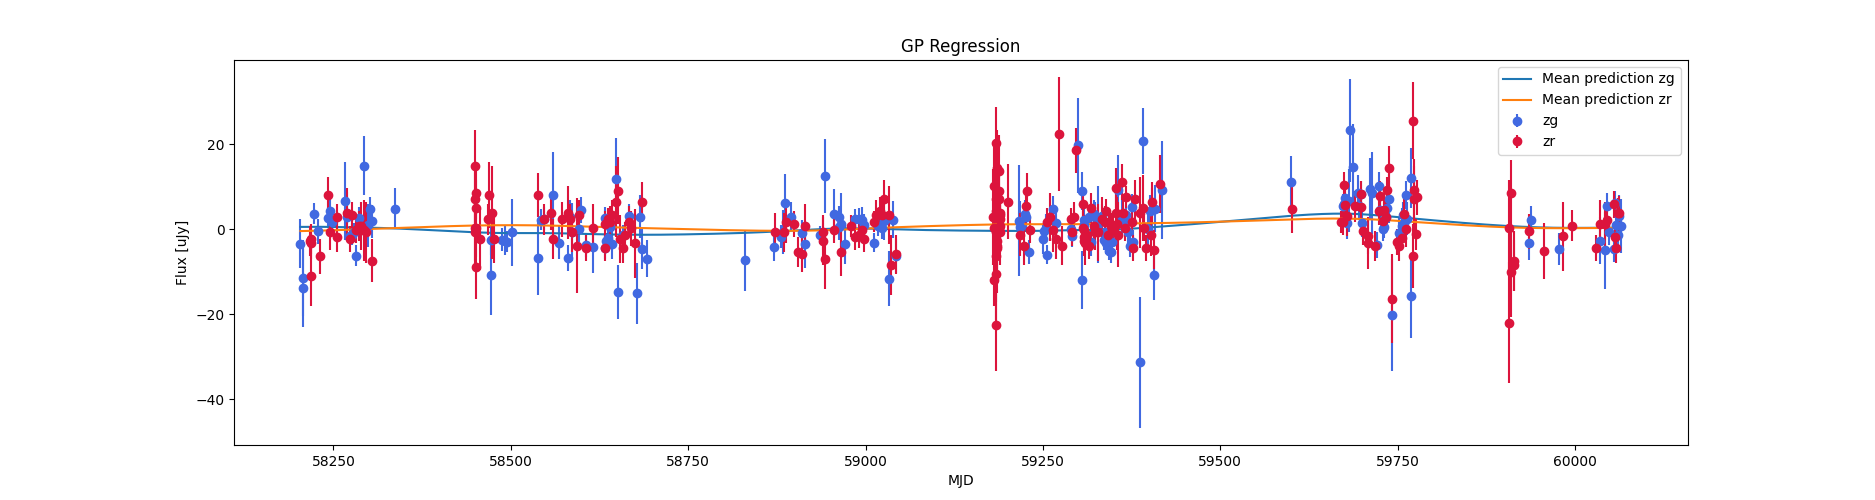 GP Regression
Mean prediction zg
Mean prediction zr
zg
zr
Flux [uJy]
20
0
−20
−40
58250
58500
58750
59000
59250
59500
59750
60000
MJD